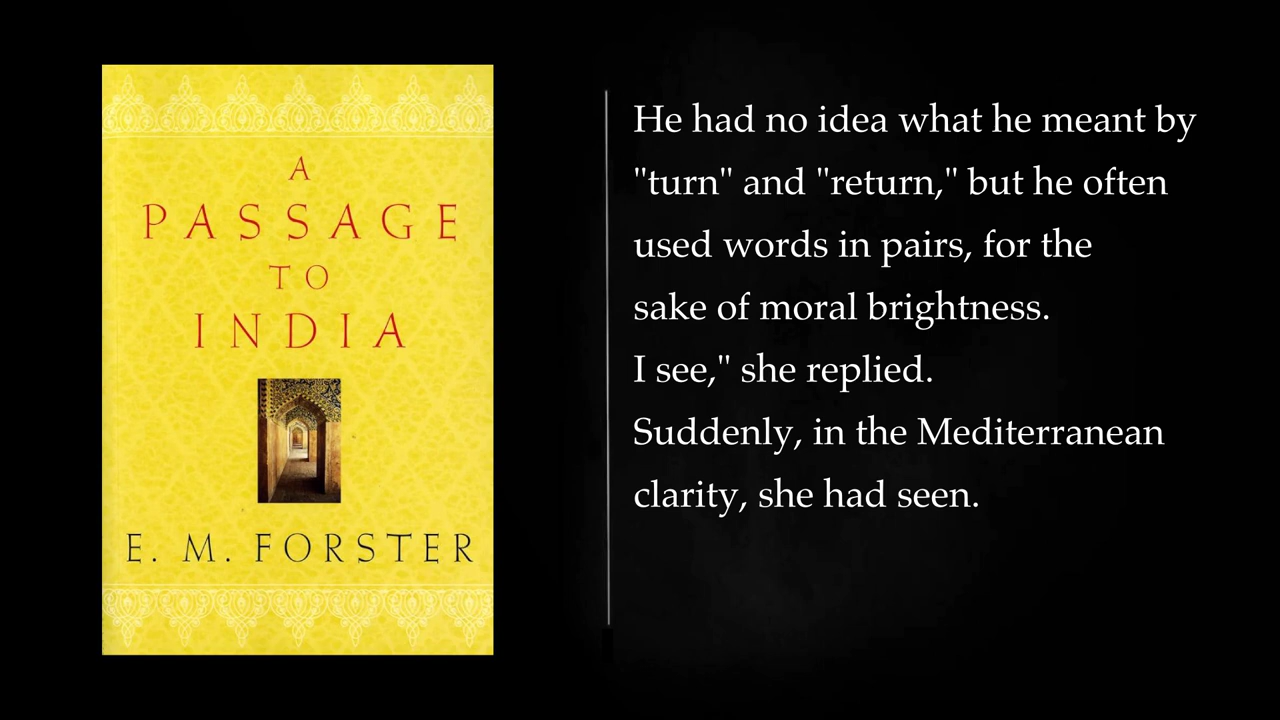 A
PASSAGE
TO
INDIA
E. M. FORSTER
He had no idea what he meant by
"turn" and "return," but he often
used words in pairs, for the
sake of moral brightness.
I see," she replied.
Suddenly, in the Mediterranean
clarity, she had seen.